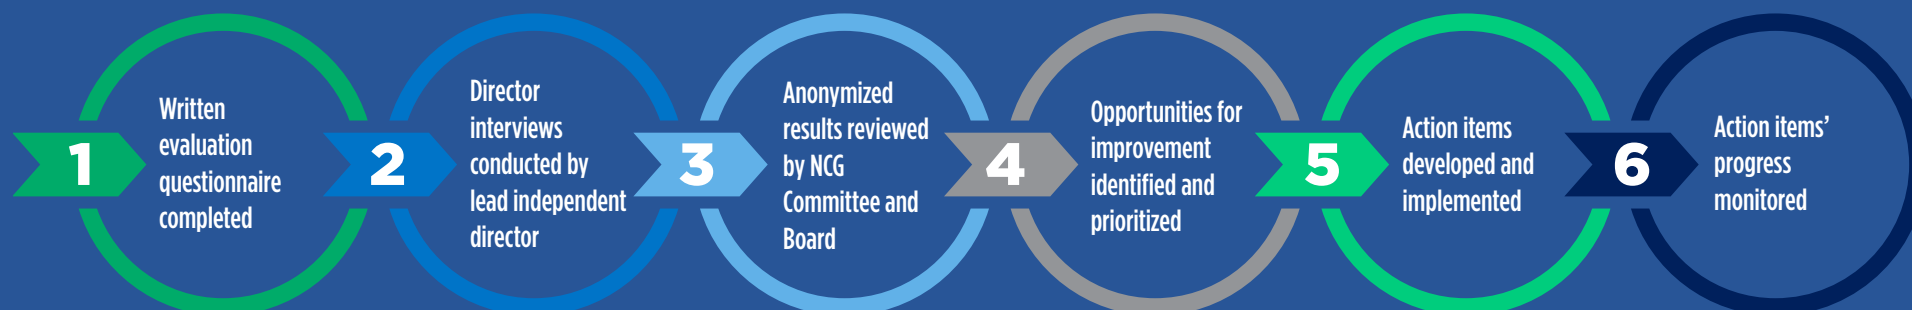 1
Written
evaluation
questionnaire
completed
2
Director
interviews
conducted by
lead independent
director
3
Anonymized
results reviewed
by NCG
Committee and
Board
4
Opportunities for
improvement
identified and
prioritized
5
Action items
developed and
implemented
6
Action items’
progress
monitored